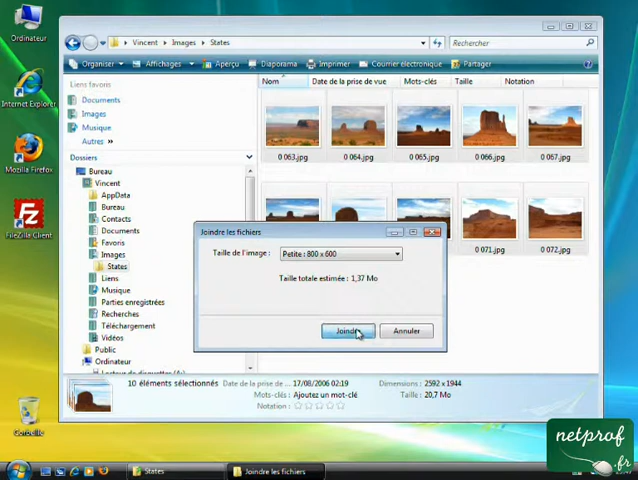 Ordinateur
Internet Explorer
Mozilla Firefox
FileZilla Client
Corbeille
Vincent Images States
Rechercher
Organiser Affichages Aperçu Diaporama Imprimer Courrier électronique Partager
Liens favoris
Documents
Images
Musique
Autres »
Dossiers
Bureau
Vincent
AppData
Bureau
Contacts
Documents
Favoris
Images
States
Liens
Musique
Parties enregistrées
Recherches
Téléchargement
Vidéos
Public
Ordinateur
Nom Date de la prise de vue Mots-clés Taille Notation
0 063.jpg 0 064.jpg 0 065.jpg 0 066.jpg 0 067.jpg
0 071.jpg 0 072.jpg
Joindre les fichiers
Taille de l'image : Petite : 800 x 600
Taille totale estimée : 1,37 Mo
Joindre Annuler
10 éléments sélectionnés Date de la prise de ... 17/08/2006 02:19 Dimensions : 2592 x 1944
Mots-clés : Ajoutez un mot-clé Taille : 20,7 Mo
Notation :
netprof
.fr
States Joindre les fichiers